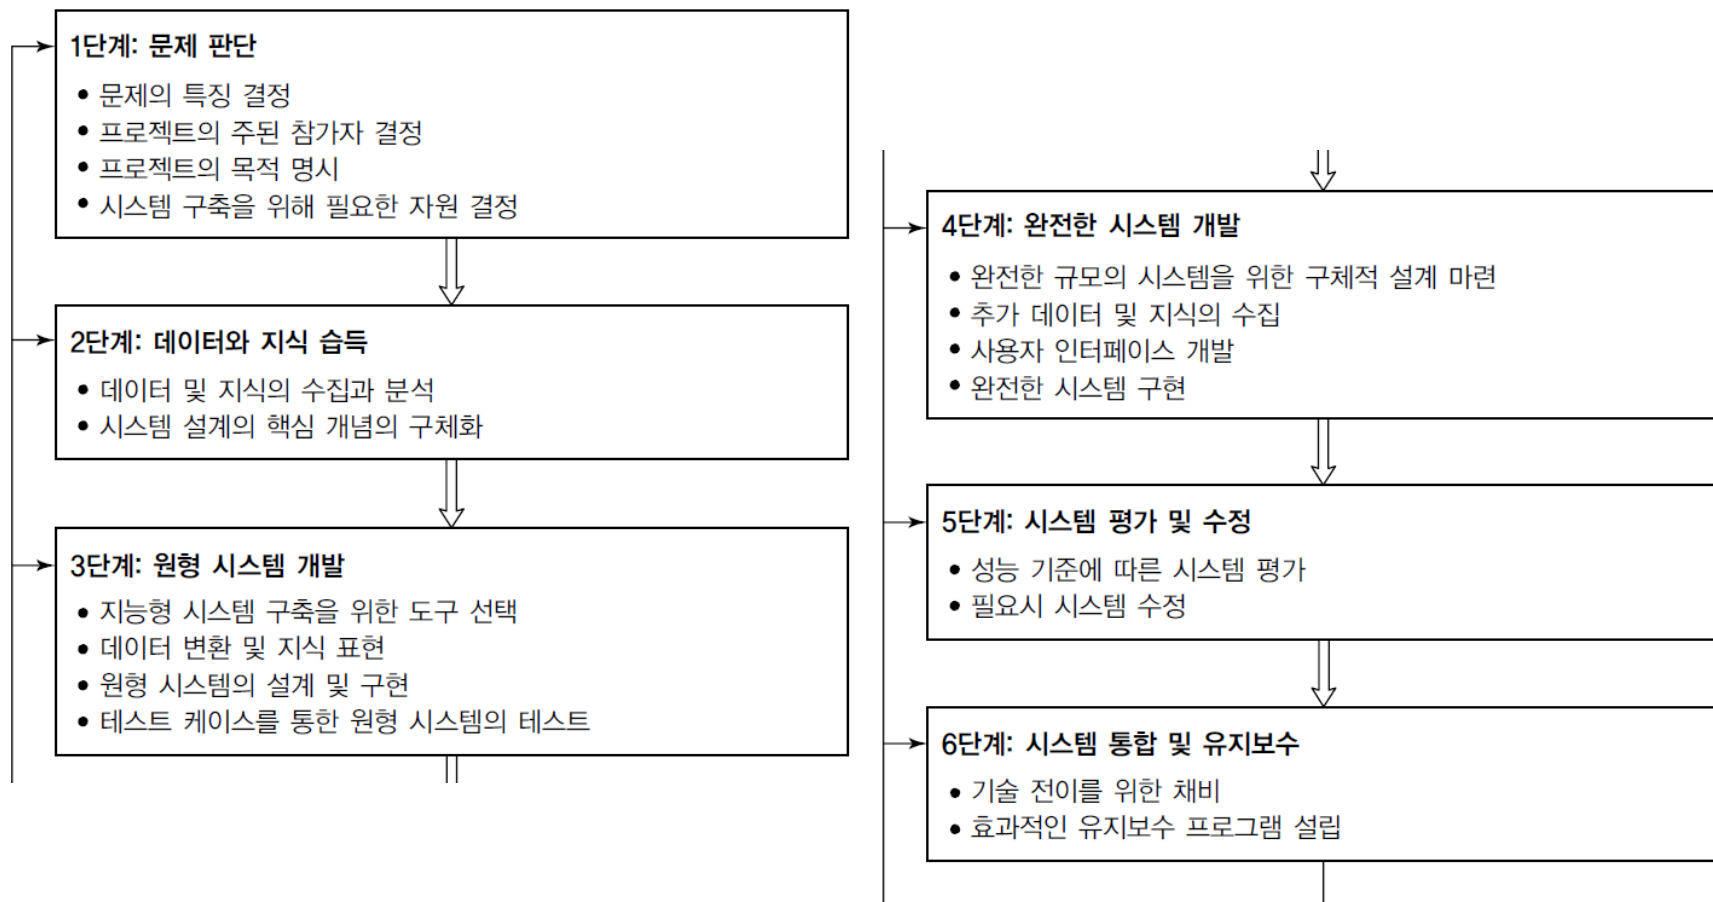 1단계: 문제 판단
• 문제의 특징 결정
• 프로젝트의 주된 참가자 결정
• 프로젝트의 목적 명시
• 시스템 구축을 위해 필요한 자원 결정
2단계: 데이터와 지식 습득
• 데이터 및 지식의 수집과 분석
• 시스템 설계의 핵심 개념의 구체화
3단계: 원형 시스템 개발
• 지능형 시스템 구축을 위한 도구 선택
• 데이터 변환 및 지식 표현
• 원형 시스템의 설계 및 구현
• 테스트 케이스를 통한 원형 시스템의 테스트
4단계: 완전한 시스템 개발
• 완전한 규모의 시스템을 위한 구체적 설계 마련
• 추가 데이터 및 지식의 수집
• 사용자 인터페이스 개발
• 완전한 시스템 구현
5단계: 시스템 평가 및 수정
• 성능 기준에 따른 시스템 평가
• 필요시 시스템 수정
6단계: 시스템 통합 및 유지보수
• 기술 전이를 위한 채비
• 효과적인 유지보수 프로그램 설립